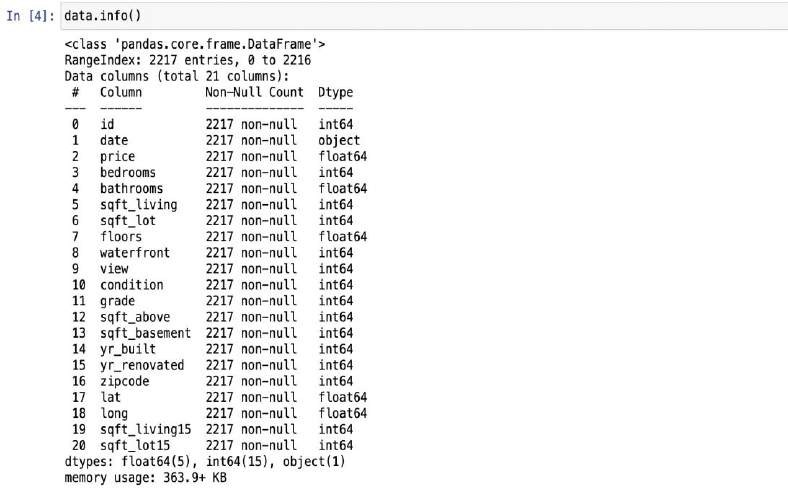 In [4]: data.info()
<class 'pandas.core.frame.DataFrame'>
RangeIndex: 2217 entries, 0 to 2216
Data columns (total 21 columns):
 #   Column         Non-Null Count  Dtype
---  ------         --------------  -----
 0   id             2217 non-null   int64
 1   date           2217 non-null   object
 2   price          2217 non-null   float64
 3   bedrooms       2217 non-null   int64
 4   bathrooms      2217 non-null   float64
 5   sqft_living    2217 non-null   int64
 6   sqft_lot       2217 non-null   int64
 7   floors         2217 non-null   float64
 8   waterfront     2217 non-null   int64
 9   view           2217 non-null   int64
 10  condition      2217 non-null   int64
 11  grade          2217 non-null   int64
 12  sqft_above     2217 non-null   int64
 13  sqft_basement  2217 non-null   int64
 14  yr_built       2217 non-null   int64
 15  yr_renovated   2217 non-null   int64
 16  zipcode        2217 non-null   int64
 17  lat            2217 non-null   float64
 18  long           2217 non-null   float64
 19  sqft_living15  2217 non-null   int64
 20  sqft_lot15     2217 non-null   int64
dtypes: float64(5), int64(15), object(1)
memory usage: 363.9+ KB